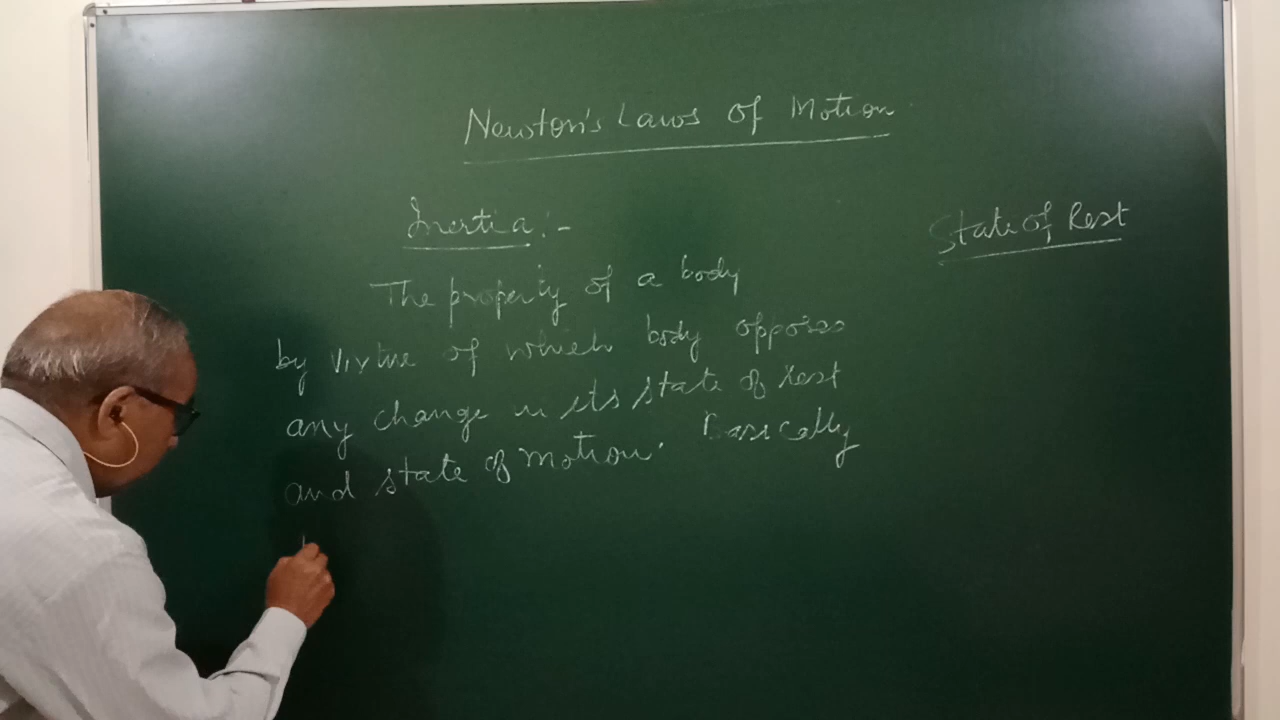 Newton's Laws of Motion
Inertia:-
State of Rest
The property of a body
by virtue of which body opposes
any change in its state of rest
and state of motion. Basically